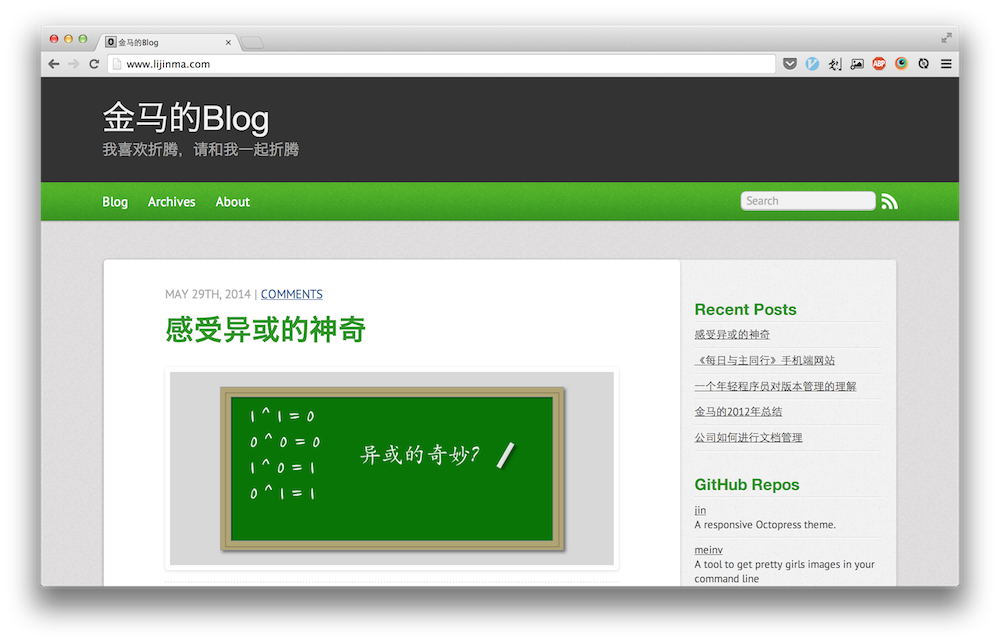 金马的Blog
www.lijinma.com
ABP
金马的Blog
我喜欢折腾，请和我一起折腾
Blog
Archives
About
Search
MAY 29TH, 2014 | COMMENTS
感受异或的神奇
1 ^ 1 = 0
0 ^ 0 = 0
1 ^ 0 = 1
0 ^ 1 = 1
异或的奇妙?
Recent Posts
感受异或的神奇
《每日与主同行》手机端网站
一个年轻程序员对版本管理的理解
金马的2012年总结
公司如何进行文档管理
GitHub Repos
jin
A responsive Octopress theme.
meinv
A tool to get pretty girls images in your
command line